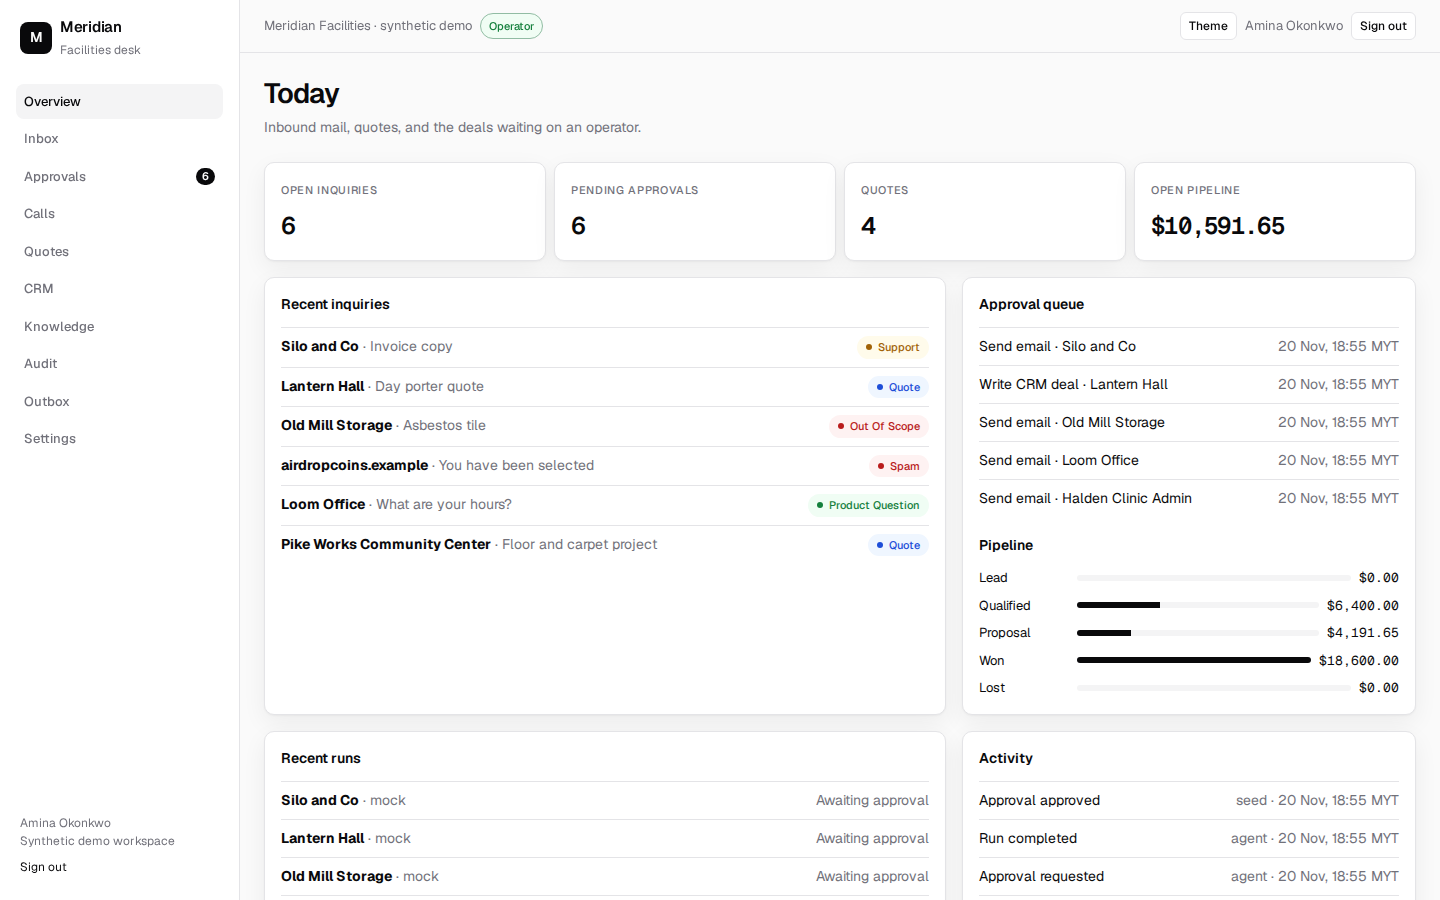 M
Meridian
Facilities desk
Overview
Inbox
Approvals 6
Calls
Quotes
CRM
Knowledge
Audit
Outbox
Settings
Amina Okonkwo
Synthetic demo workspace
Sign out
Meridian Facilities · synthetic demo Operator
Theme Amina Okonkwo Sign out
Today
Inbound mail, quotes, and the deals waiting on an operator.
OPEN INQUIRIES
6
PENDING APPROVALS
6
QUOTES
4
OPEN PIPELINE
$10,591.65
Recent inquiries
Silo and Co · Invoice copy Support
Lantern Hall · Day porter quote Quote
Old Mill Storage · Asbestos tile Out Of Scope
airdropcoins.example · You have been selected Spam
Loom Office · What are your hours? Product Question
Pike Works Community Center · Floor and carpet project Quote
Approval queue
Send email · Silo and Co 20 Nov, 18:55 MYT
Write CRM deal · Lantern Hall 20 Nov, 18:55 MYT
Send email · Old Mill Storage 20 Nov, 18:55 MYT
Send email · Loom Office 20 Nov, 18:55 MYT
Send email · Halden Clinic Admin 20 Nov, 18:55 MYT
Pipeline
Lead $0.00
Qualified $6,400.00
Proposal $4,191.65
Won $18,600.00
Lost $0.00
Recent runs
Silo and Co · mock Awaiting approval
Lantern Hall · mock Awaiting approval
Old Mill Storage · mock Awaiting approval
Activity
Approval approved seed · 20 Nov, 18:55 MYT
Run completed agent · 20 Nov, 18:55 MYT
Approval requested agent · 20 Nov, 18:55 MYT